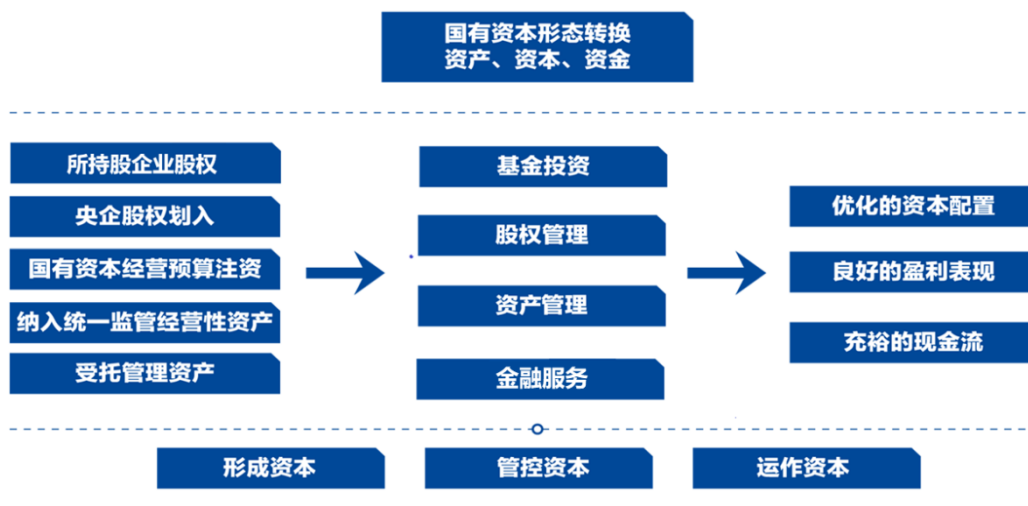 国有资本形态转换
资产、资本、资金
所持股企业股权
央企股权划入
国有资本经营预算注资
纳入统一监管经营性资产
受托管理资产
基金投资
股权管理
资产管理
金融服务
优化的资本配置
良好的盈利表现
充裕的现金流
形成资本
管控资本
运作资本